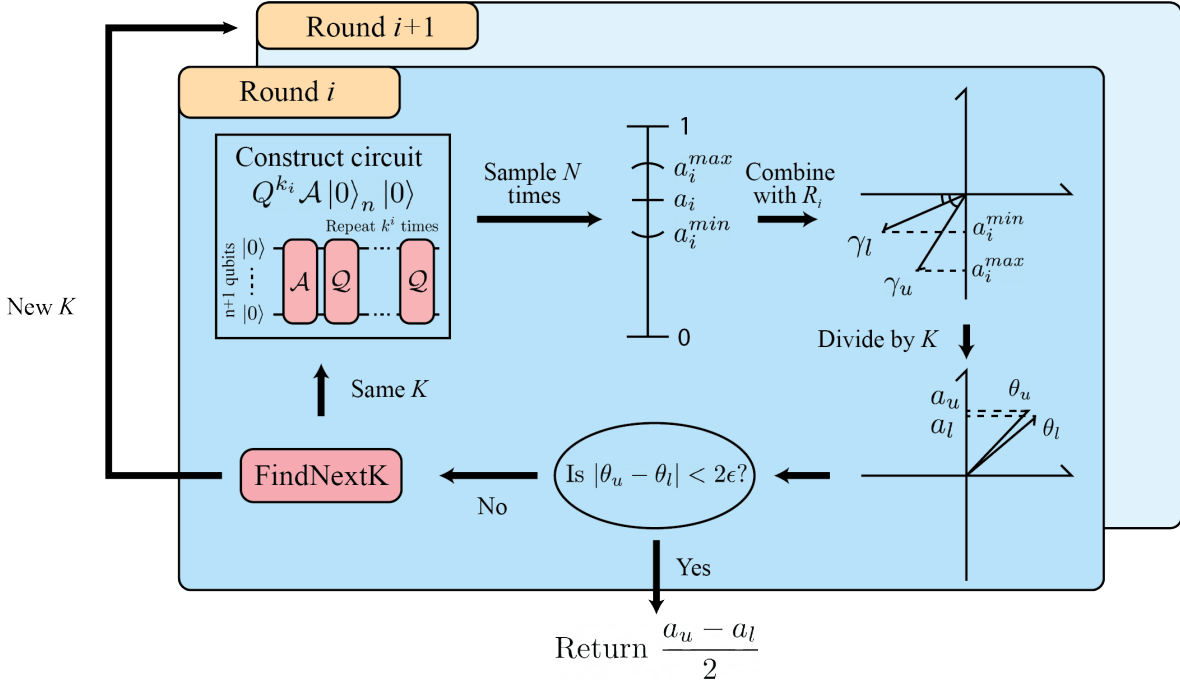 Round i+1
Round i
Construct circuit
Q^{k_i} 𝒜 |0⟩_n |0⟩
Repeat k^i times
n+1 qubits
|0⟩
|0⟩
𝒜
𝒬
𝒬
Sample N
times
1
a_i^{max}
a_i
a_i^{min}
0
Combine
with R_i
a_i^{min}
a_i^{max}
γ_l
γ_u
Divide by K
a_u
a_l
θ_u
θ_l
Is |θ_u − θ_l| < 2ϵ?
No
FindNextK
Same K
New K
Yes
Return \frac{a_u − a_l}{2}